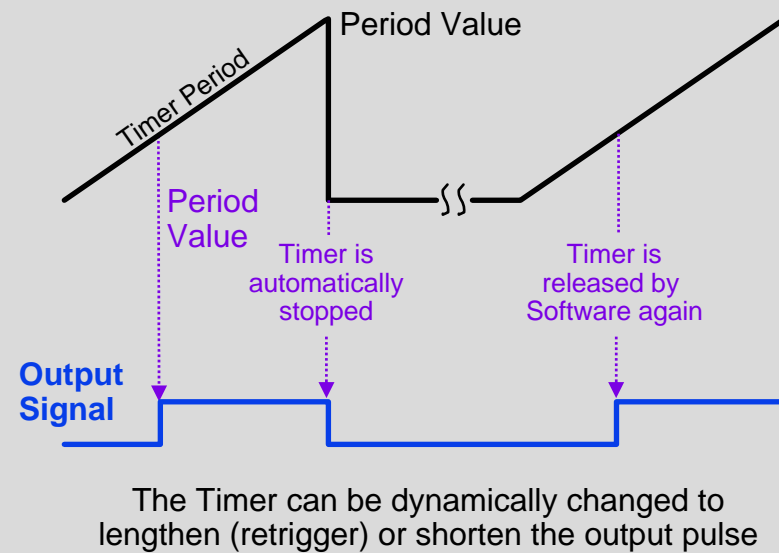 Period Value
Timer Period
Period
Value
Timer is
automatically
stopped
Timer is
released by
Software again
Output
Signal
The Timer can be dynamically changed to
lengthen (retrigger) or shorten the output pulse